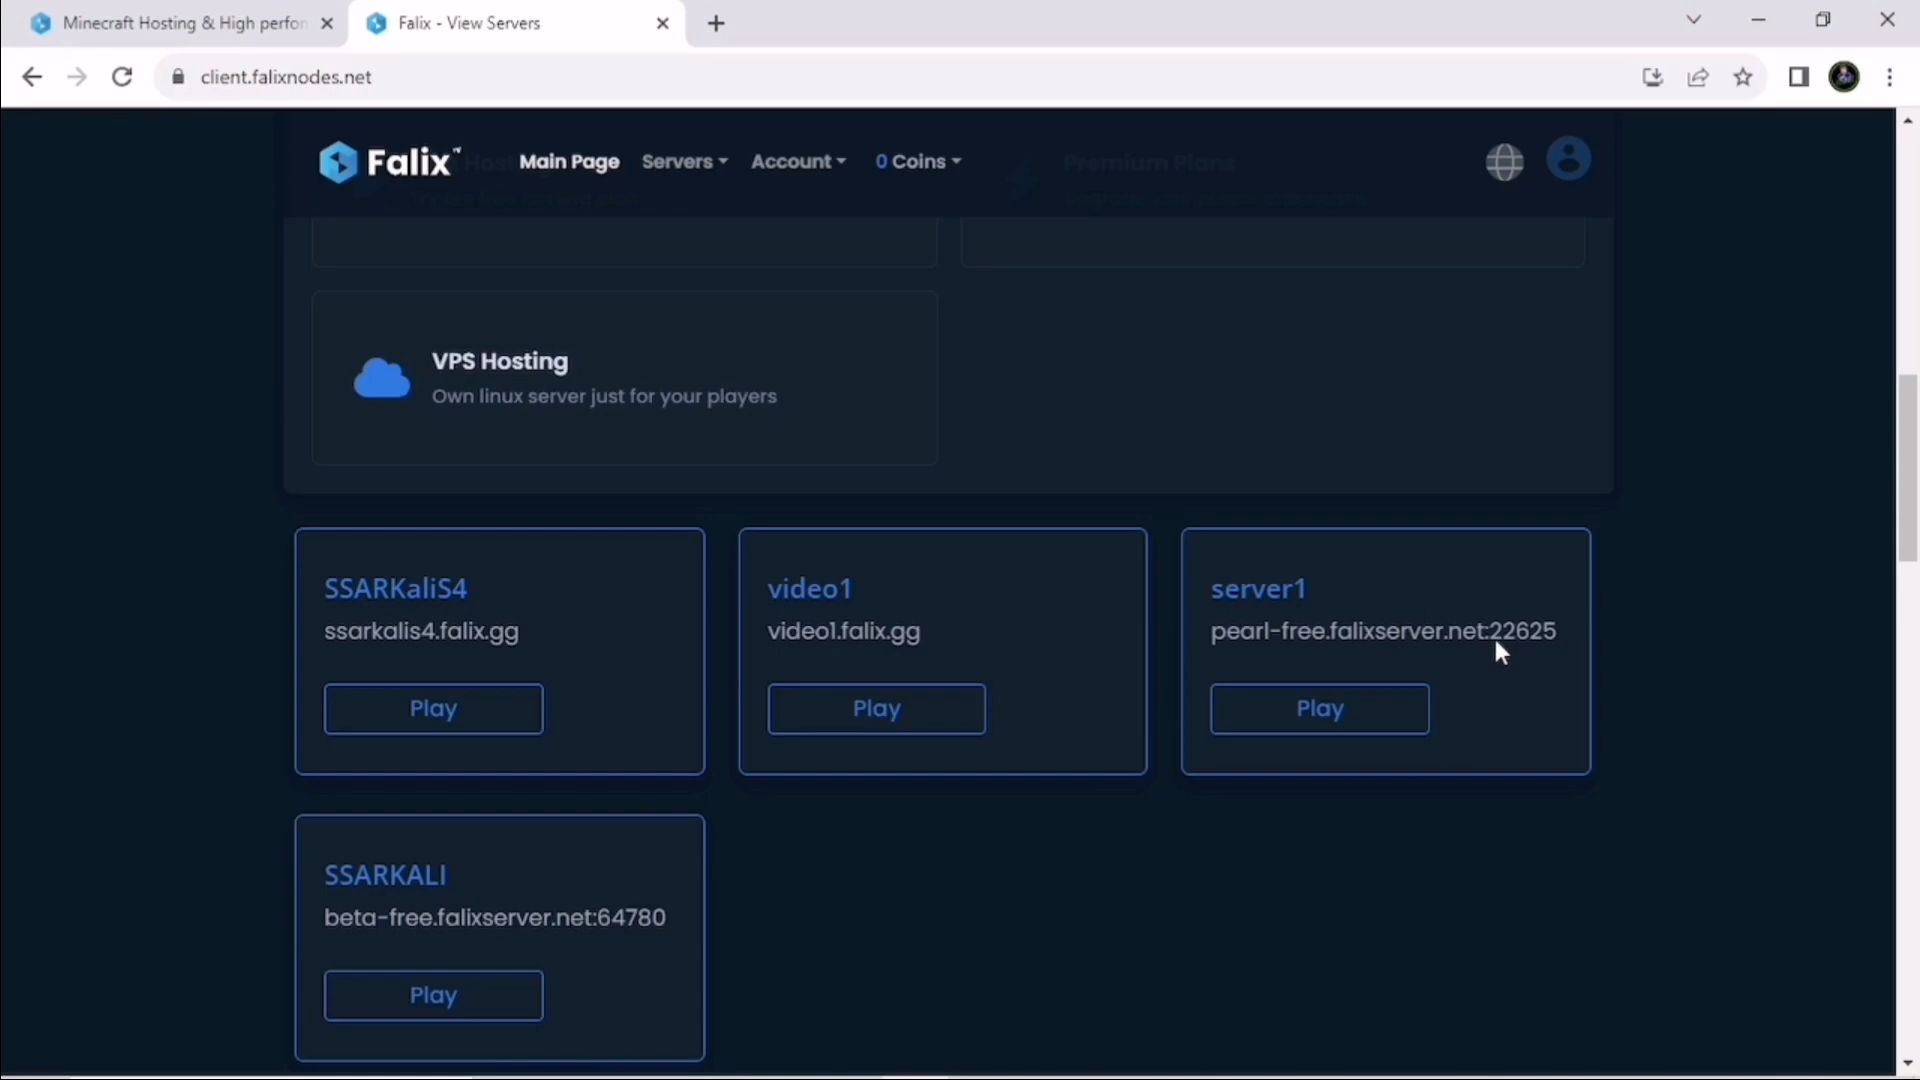 Minecraft Hosting & High perfor
Falix - View Servers
client.falixnodes.net
Falix
Main Page
Servers
Account
0 Coins
Premium Plans
VPS Hosting
Own linux server just for your players
SSARKaliS4
ssarkalis4.falix.gg
Play
video1
video1.falix.gg
Play
server1
pearl-free.falixserver.net:22625
Play
SSARKALI
beta-free.falixserver.net:64780
Play